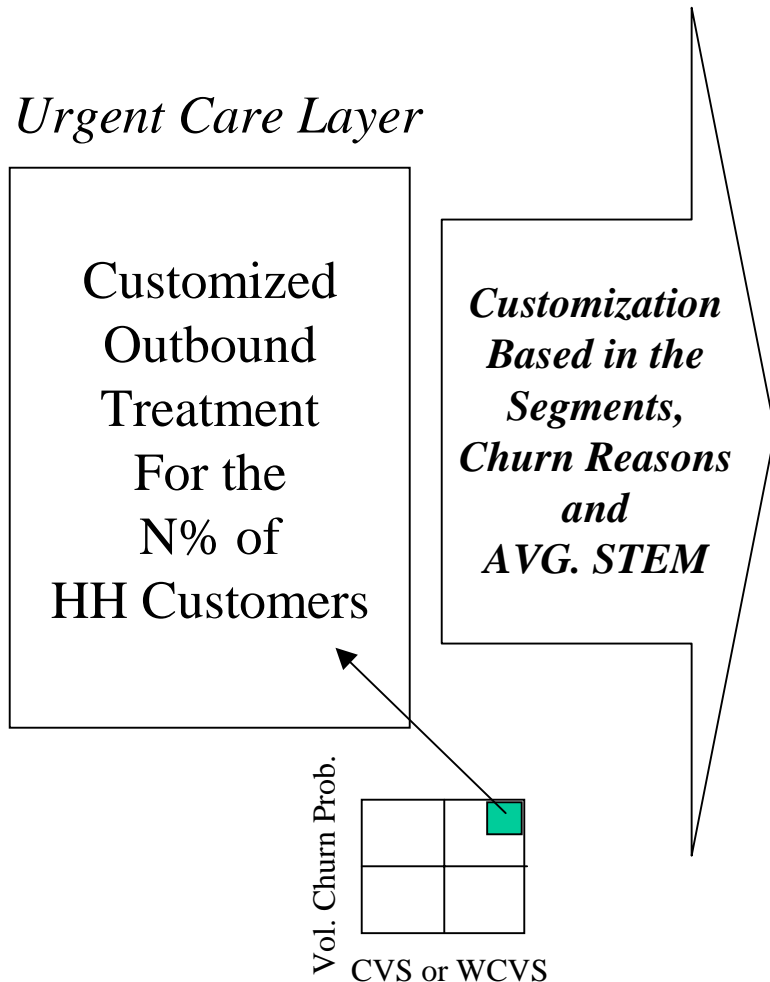 Urgent Care Layer
Customized
Outbound
Treatment
For the
N% of
HH Customers
Customization
Based in the
Segments,
Churn Reasons
and
AVG. STEM
Vol. Churn Prob.
CVS or WCVS